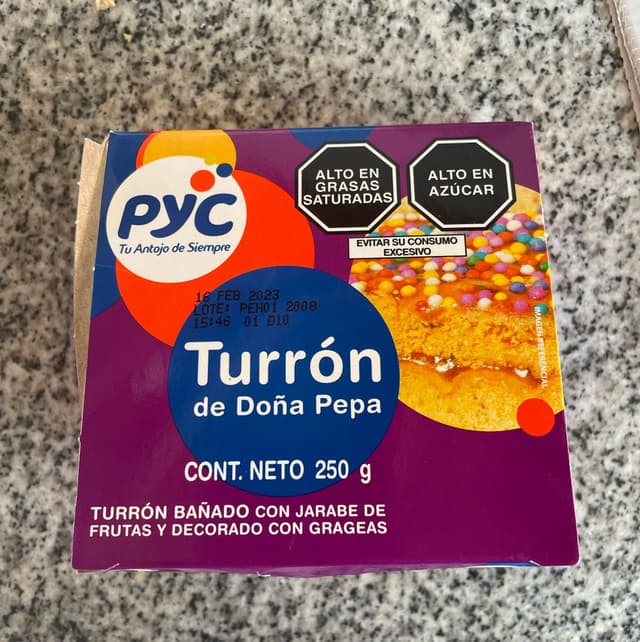 PYC
Tu Antojo de Siempre
ALTO EN
GRASAS
SATURADAS
ALTO EN
AZÚCAR
EVITAR SU CONSUMO
EXCESIVO
16 FEB 2023
LOTE: PEH01 2008
15:46 01 D10
Turrón
de Doña Pepa
IMAGEN REFERENCIAL
CONT. NETO 250 g
TURRÓN BAÑADO CON JARABE DE
FRUTAS Y DECORADO CON GRAGEAS